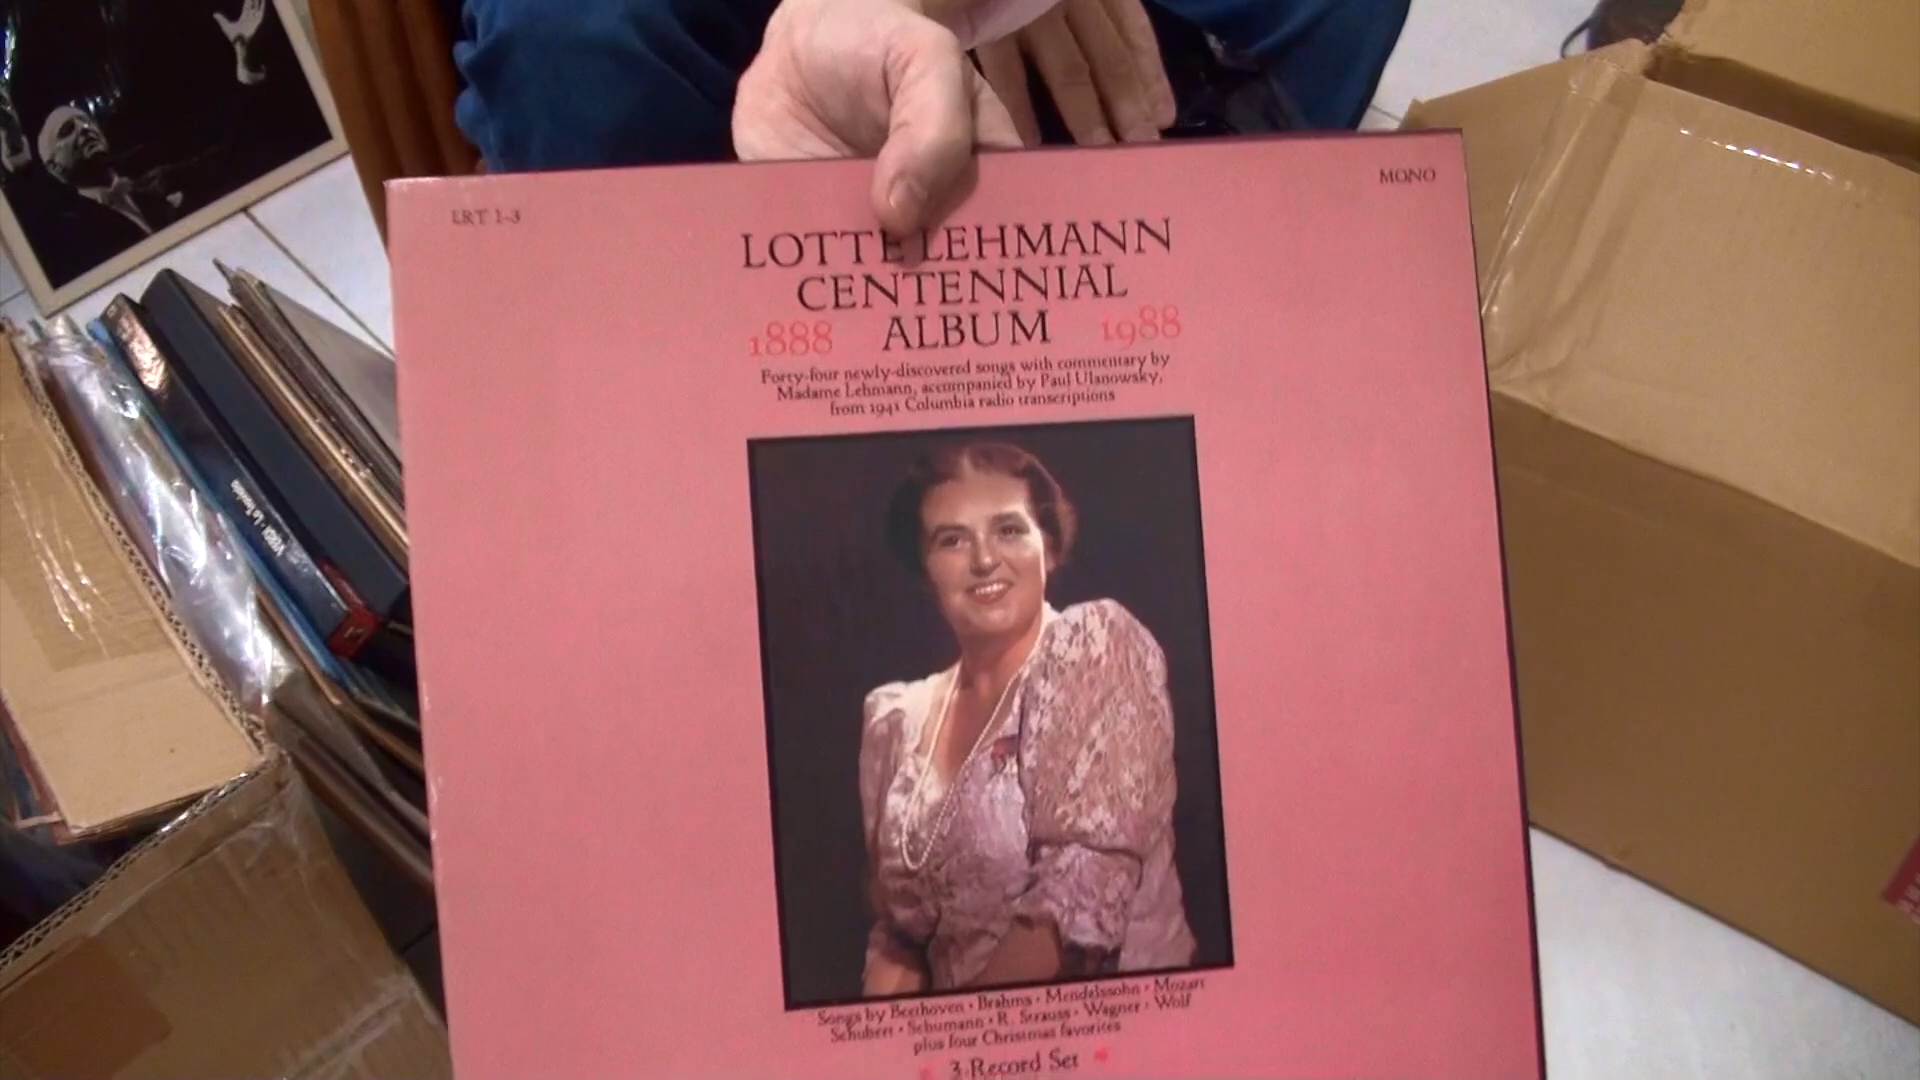 LRT 1-3
MONO
LOTTE LEHMANN
CENTENNIAL
1888 ALBUM 1988
Forty-four newly-discovered songs with commentary by
Madame Lehmann, accompanied by Paul Ulanowsky,
from 1941 Columbia radio transcriptions
Songs by Beethoven • Brahms • Mendelssohn • Mozart
Schubert • Schumann • R. Strauss • Wagner • Wolf
plus four Christmas favorites
3-Record Set
VERDI